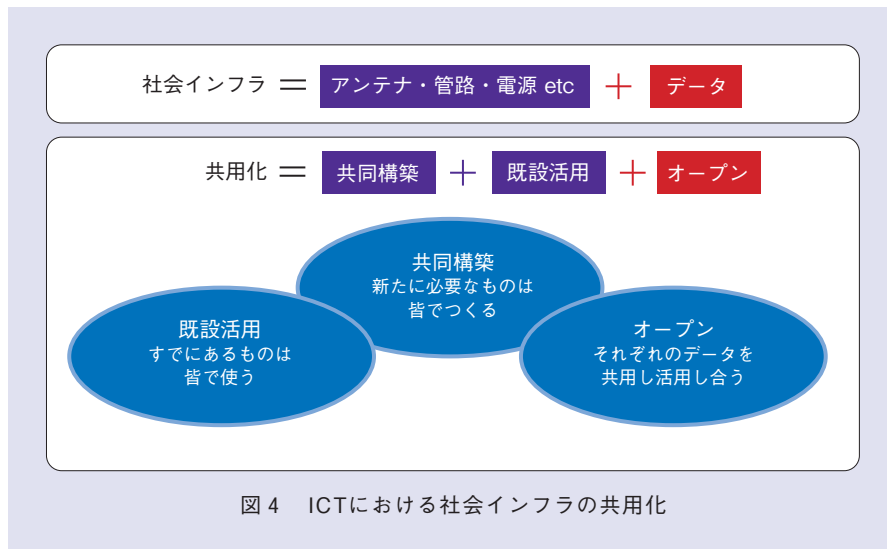 社会インフラ ＝ アンテナ・管路・電源 etc ＋ データ
共用化 ＝ 共同構築 ＋ 既設活用 ＋ オープン
共同構築
新たに必要なものは
皆でつくる
既設活用
すでにあるものは
皆で使う
オープン
それぞれのデータを
共用し活用し合う
図4　ICTにおける社会インフラの共用化